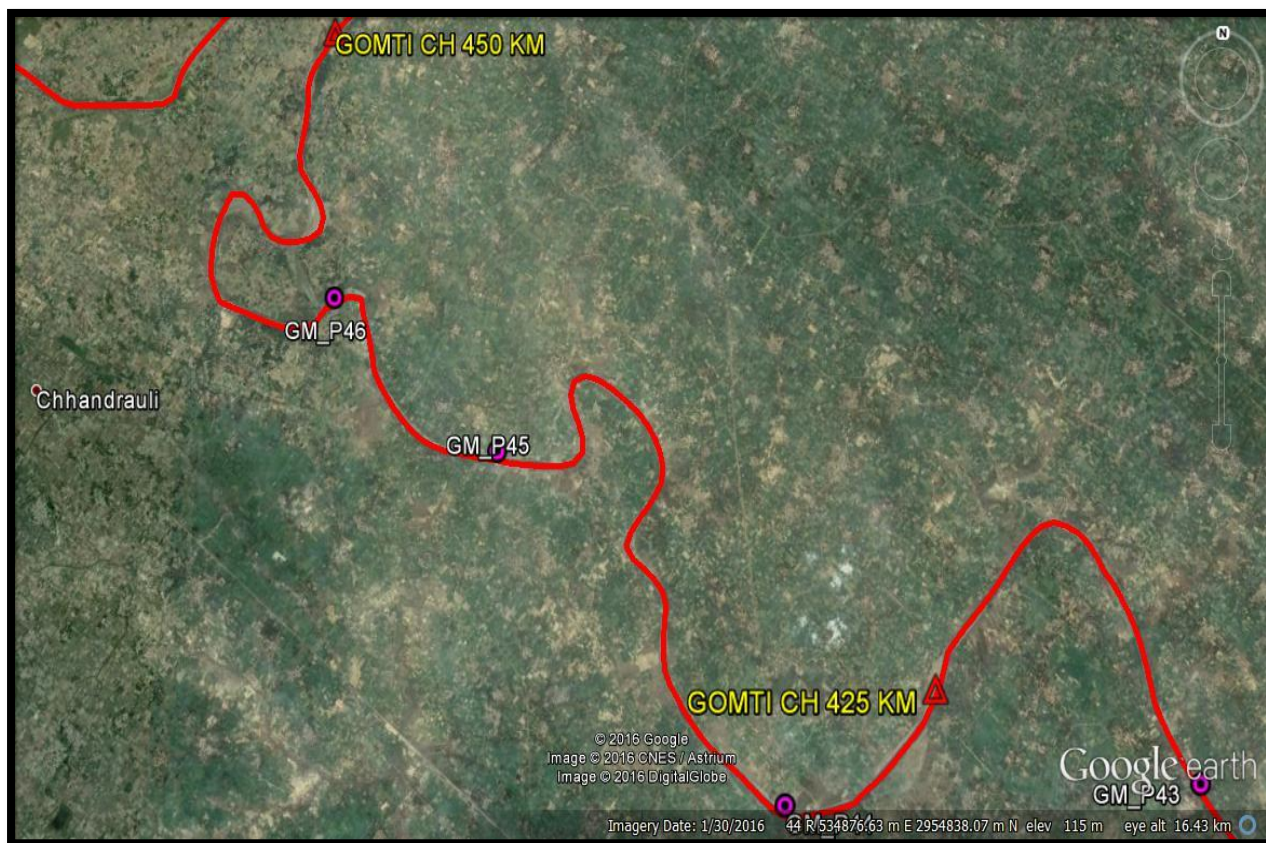 N
GOMTI CH 450 KM
GM_P46
Chhandrauli
GM_P45
GOMTI CH 425 KM
© 2016 Google
Image © 2016 CNES / Astrium
Image © 2016 DigitalGlobe
Google earth
GM_P43
GM_P44
Imagery Date: 1/30/2016 44 R 534876.63 m E 2954838.07 m N elev 115 m eye alt 16.43 km